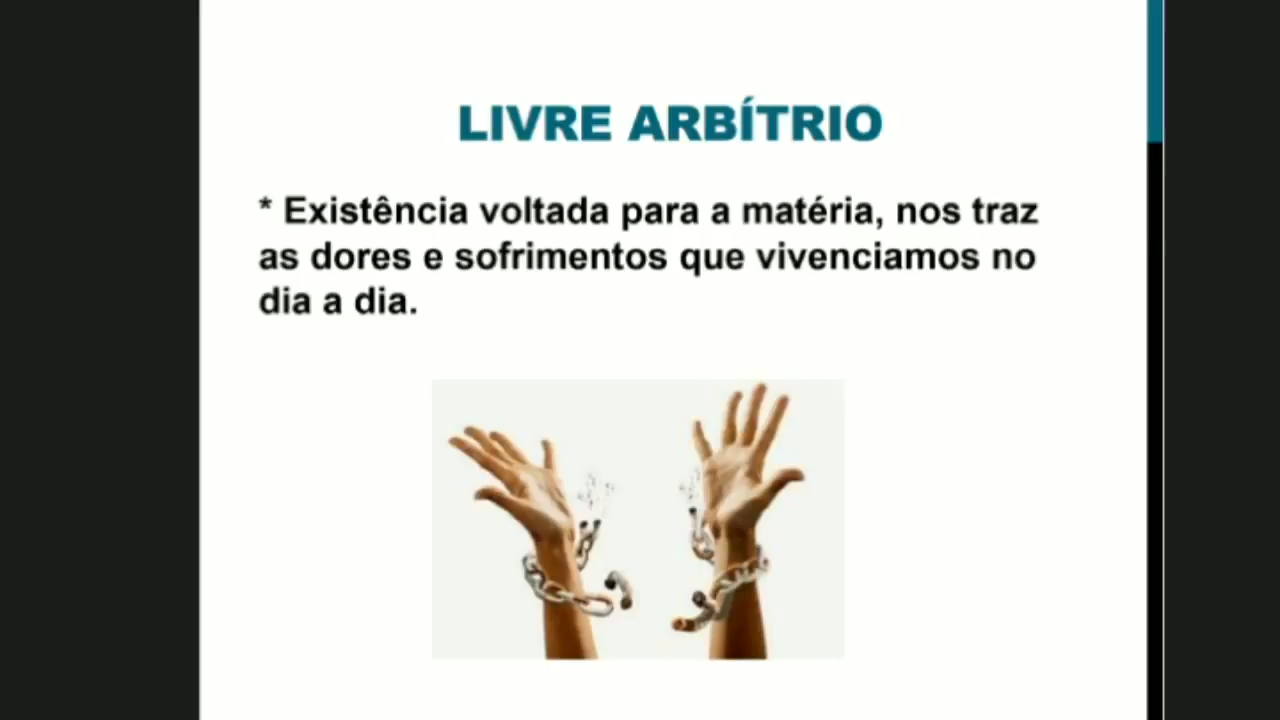 LIVRE ARBÍTRIO
* Existência voltada para a matéria, nos traz
as dores e sofrimentos que vivenciamos no
dia a dia.